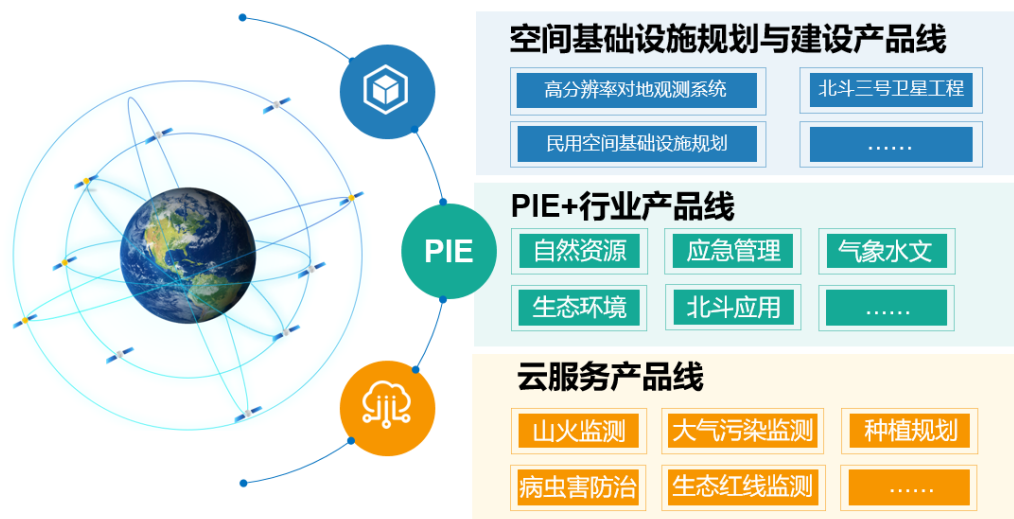 空间基础设施规划与建设产品线
高分辨率对地观测系统
北斗三号卫星工程
民用空间基础设施规划
......
PIE
PIE+行业产品线
自然资源
应急管理
气象水文
生态环境
北斗应用
......
云服务产品线
山火监测
大气污染监测
种植规划
病虫害防治
生态红线监测
......